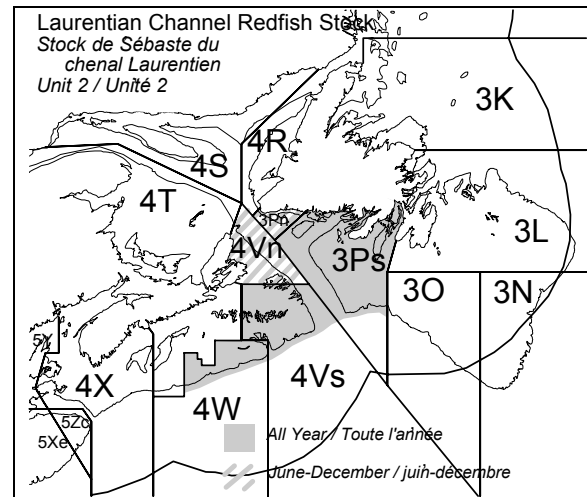 Laurentian Channel Redfish Stock
Stock de Sébaste du
chenal Laurentien
Unit 2 / Unité 2
3K
4R
4S
4T
3Pn
3L
4Vn
3Ps
3O
3N
5Y
4X
4Vs
4W
5Zc
5Xe
All Year / Toute l'année
June-December / juin-décembre